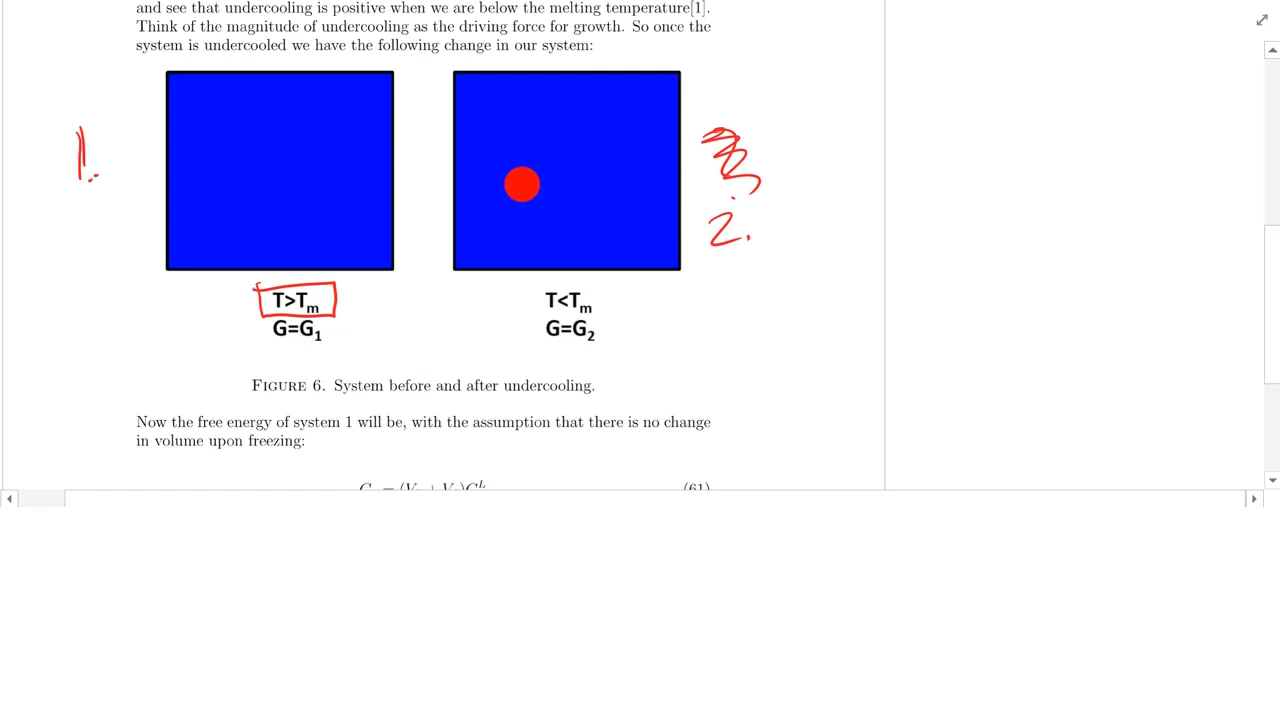 and see that undercooling is positive when we are below the melting temperature[1].
Think of the magnitude of undercooling as the driving force for growth. So once the
system is undercooled we have the following change in our system:
1.
2.
T>Tm
G=G1
T<Tm
G=G2
FIGURE 6. System before and after undercooling.
Now the free energy of system 1 will be, with the assumption that there is no change
in volume upon freezing:
(61)